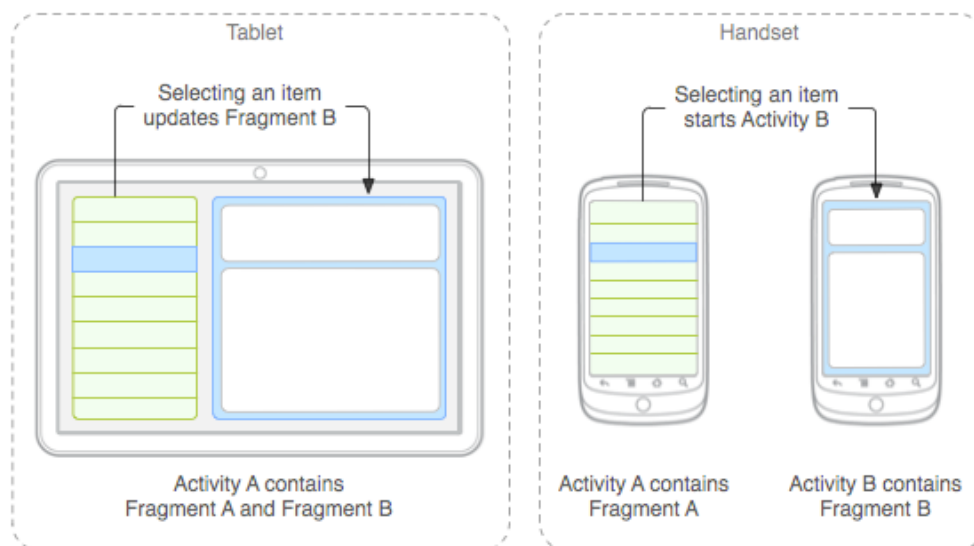 Tablet
Selecting an item
updates Fragment B
Activity A contains
Fragment A and Fragment B
Handset
Selecting an item
starts Activity B
Activity A contains
Fragment A
Activity B contains
Fragment B